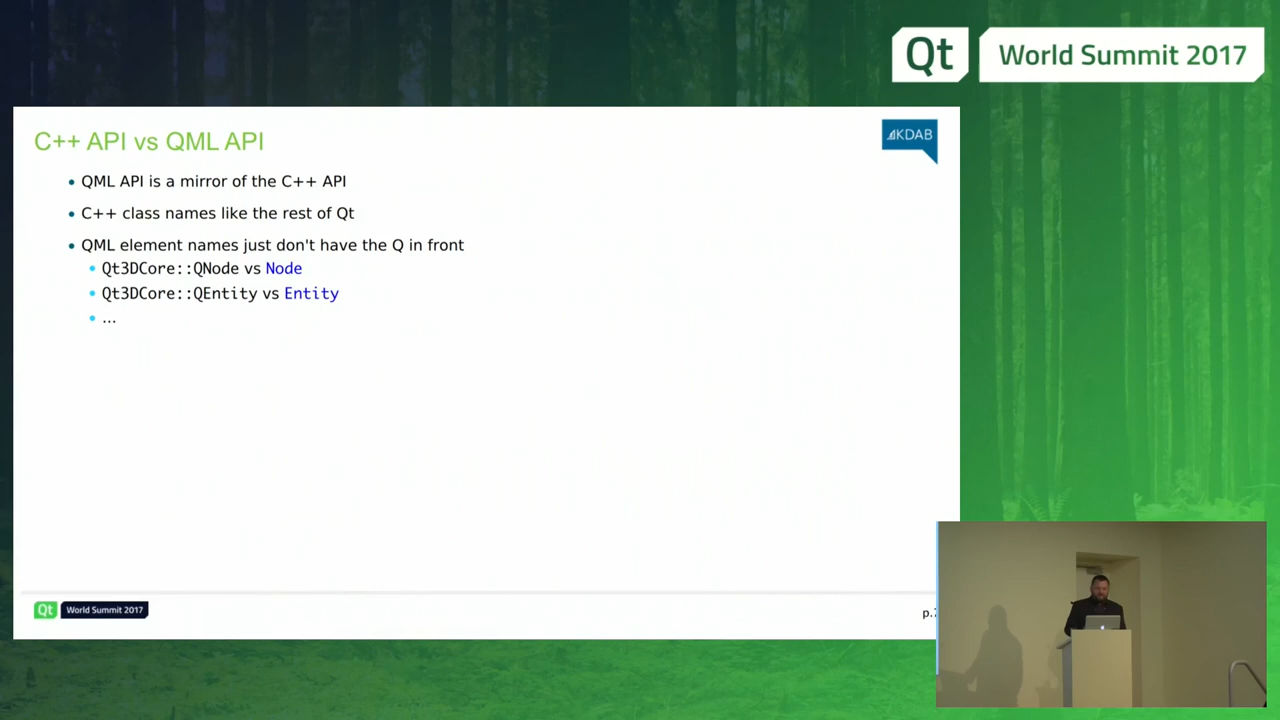 Qt World Summit 2017
C++ API vs QML API
KDAB
QML API is a mirror of the C++ API
C++ class names like the rest of Qt
QML element names just don't have the Q in front
Qt3DCore::QNode vs Node
Qt3DCore::QEntity vs Entity
...
Qt World Summit 2017
p.